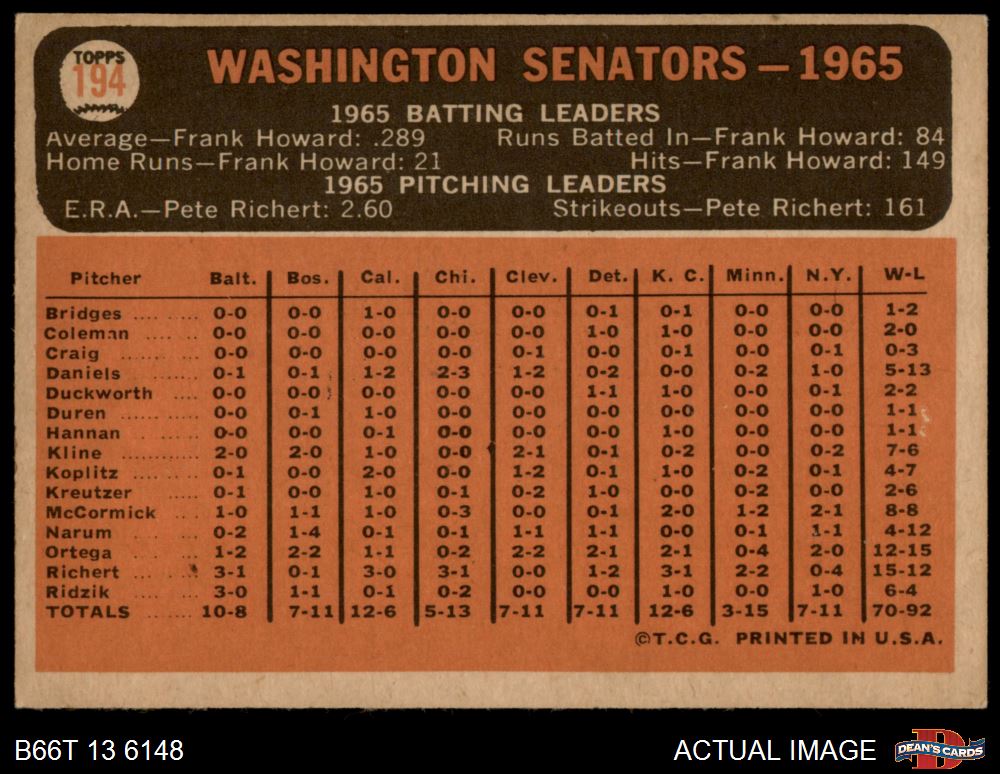 TOPPS
194
WASHINGTON SENATORS — 1965
1965 BATTING LEADERS
Average—Frank Howard: .289 Runs Batted In—Frank Howard: 84
Home Runs—Frank Howard: 21 Hits—Frank Howard: 149
1965 PITCHING LEADERS
E.R.A.—Pete Richert: 2.60 Strikeouts—Pete Richert: 161
Pitcher Balt. Bos. Cal. Chi. Clev. Det. K. C. Minn. N.Y. W-L
Bridges .... ..... 0-0 0-0 1-0 0-0 0-0 0-1 0-1 0-0 0-0 1-2
Coleman .... .. 0-0 0-0 0-0 0-0 0-0 1-0 1-0 0-0 0-0 2-0
Craig ...... ..... 0-0 0-0 0-0 0-0 0-1 0-0 0-1 0-0 0-1 0-3
Daniels ......... 0-1 0-1 1-2 2-3 1-2 0-2 0-0 0-2 1-0 5-13
Duckworth .... 0-0 0-0 0-0 0-0 0-0 1-1 1-0 0-0 0-1 2-2
Duren ...... ..... 0-0 0-1 1-0 0-0 0-0 0-0 0-0 0-0 0-0 1-1
Hannan .... ..... 0-0 0-0 0-1 0-0 0-0 0-0 1-0 0-0 0-0 1-1
Kline ...... ..... 2-0 2-0 1-0 0-0 2-1 0-1 0-2 0-0 0-2 7-6
Koplitz .... ..... 0-1 0-0 2-0 0-0 1-2 0-1 1-0 0-2 0-1 4-7
Kreutzer ..... 0-1 0-0 1-0 0-1 0-2 1-0 0-0 0-2 0-0 2-6
McCormick .. . 1-0 1-1 1-0 0-3 0-0 0-1 2-0 1-2 2-1 8-8
Narum .... ..... 0-2 1-4 0-1 0-1 1-1 1-1 0-0 0-1 1-1 4-12
Ortega .... ..... 1-2 2-2 1-1 0-2 2-2 2-1 2-1 0-4 2-0 12-15
Richert .... ..... 3-1 0-1 3-0 3-1 0-0 1-2 3-1 2-2 0-4 15-12
Ridzik .... ..... 3-0 1-1 0-1 0-2 0-0 0-0 1-0 0-0 1-0 6-4
TOTALS ...... 10-8 7-11 12-6 5-13 7-11 7-11 12-6 3-15 7-11 70-92
©T.C.G. PRINTED IN U.S.A.
B66T 13 6148 ACTUAL IMAGE DEAN'S CARDS